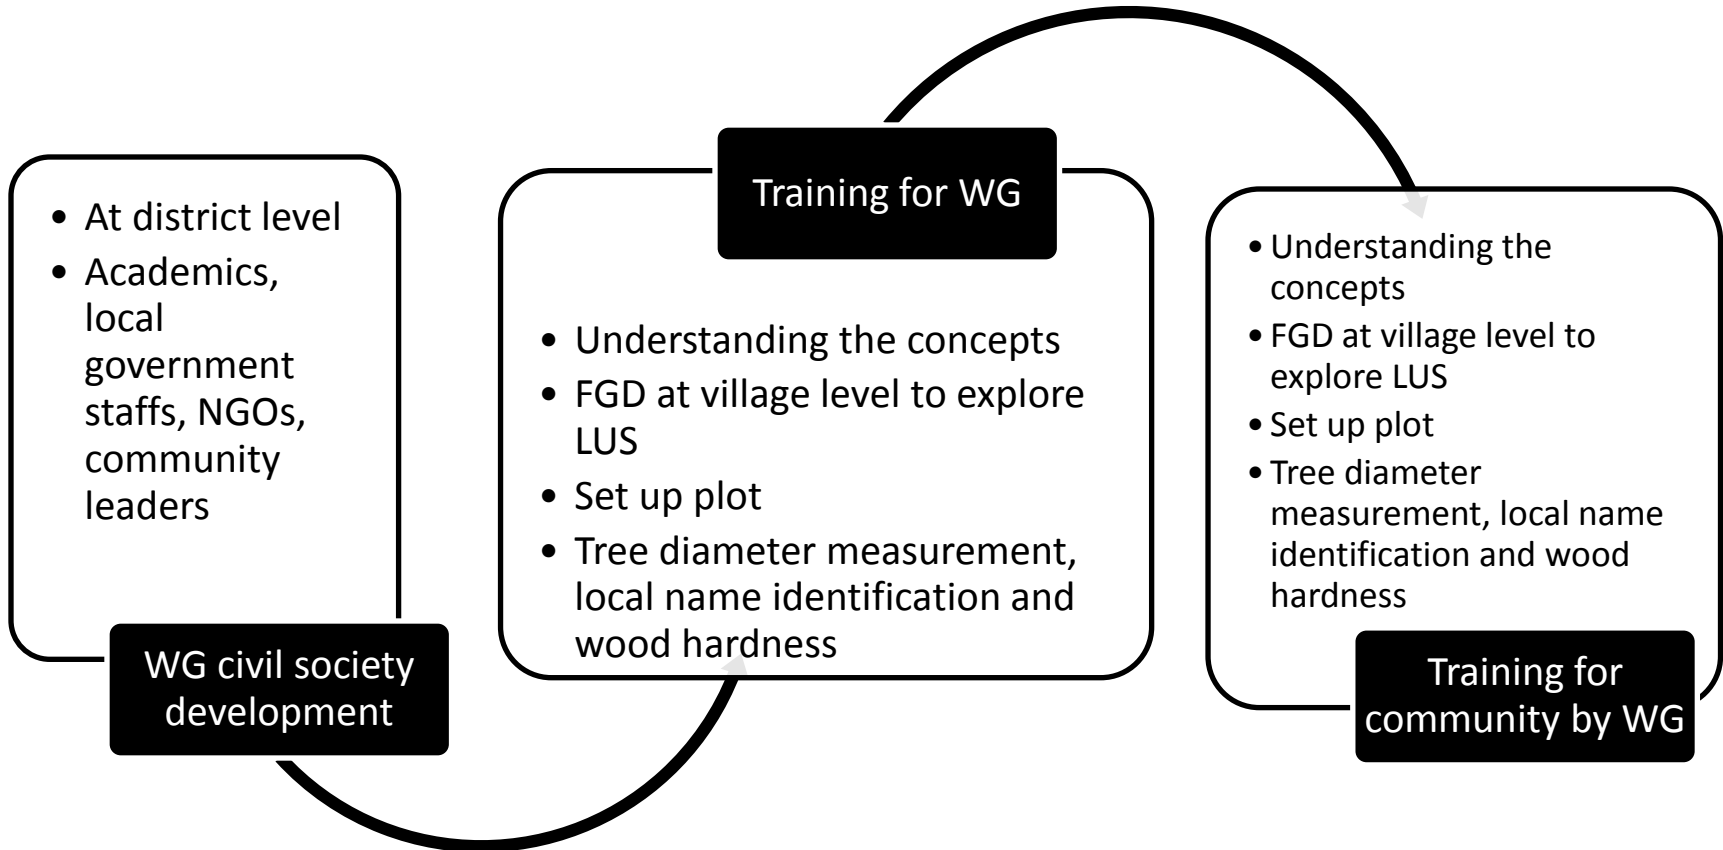 • At district level
• Academics,
local
government
staffs, NGOs,
community
leaders
WG civil society
development
Training for WG
• Understanding the concepts
• FGD at village level to explore
LUS
• Set up plot
• Tree diameter measurement,
local name identification and
wood hardness
• Understanding the
concepts
• FGD at village level to
explore LUS
• Set up plot
• Tree diameter
measurement, local name
identification and wood
hardness
Training for
community by WG